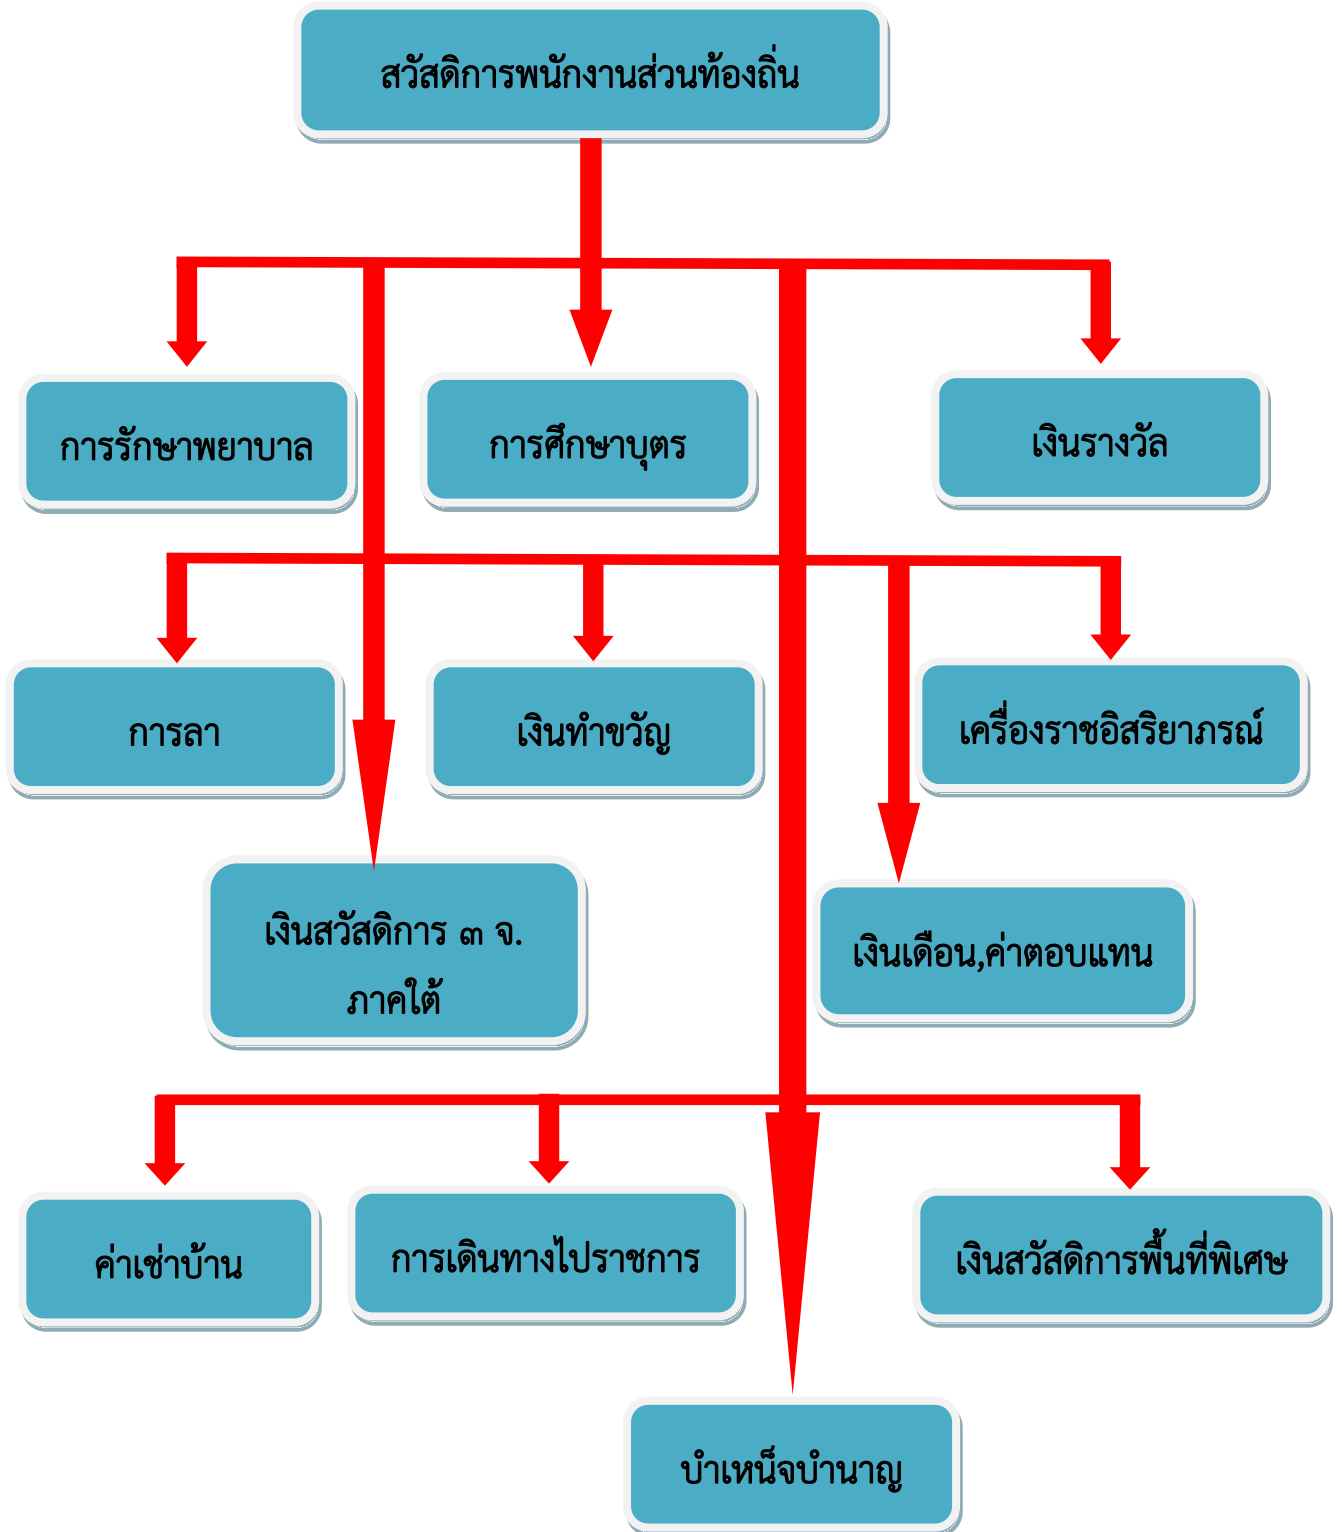 สวัสดิการพนักงานส่วนท้องถิ่น
การรักษาพยาบาล
การศึกษาบุตร
เงินรางวัล
การลา
เงินทำขวัญ
เครื่องราชอิสริยาภรณ์
เงินสวัสดิการ ๓ จ.
ภาคใต้
เงินเดือน,ค่าตอบแทน
ค่าเช่าบ้าน
การเดินทางไปราชการ
เงินสวัสดิการพื้นที่พิเศษ
บำเหน็จบำนาญ